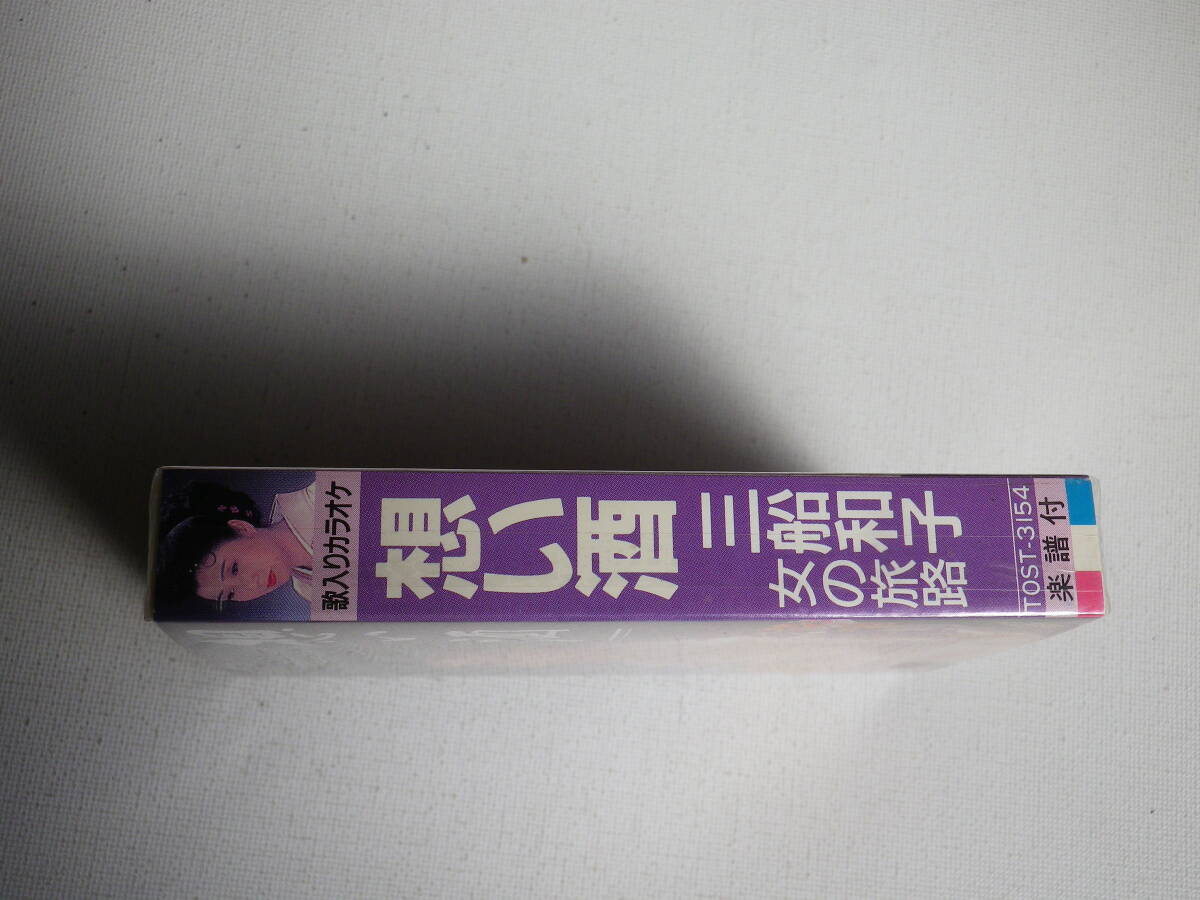 歌入りカラオケ
想い酒
三船和子
女の旅路
TOST-3154
楽譜付